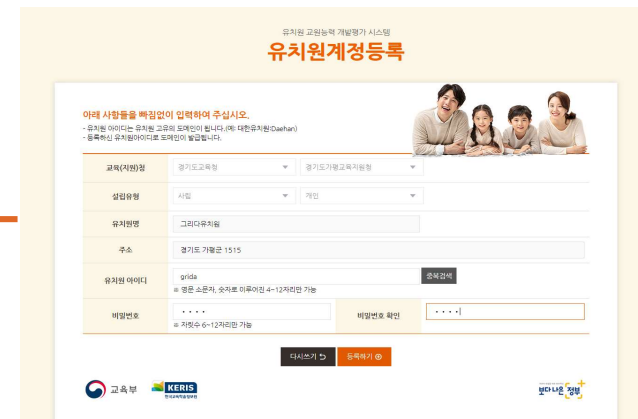 유치원 교원능력 개발평가 시스템
유치원계정등록
아래 사항들을 빠짐없이 입력하여 주십시오.
- 유치원 아이디는 유치원 고유의 도메인이 됩니다.(예: 대한유치원:Daehan)
- 등록하신 유치원아이디로 도메인이 발급됩니다.
교육(지원)청 경기도교육청 경기도가평교육지원청
설립유형 사립 개인
유치원명 그리다유치원
주소 경기도 가평군 1515
유치원 아이디 grida 중복검색
※ 영문 소문자, 숫자로 이루어진 4~12자리만 가능
비밀번호 • • • • 비밀번호 확인 • • • •
※ 자릿수 6~12자리만 가능
다시쓰기 등록하기
교육부 KERIS 보다 나은 정부
한국교육학술정보원